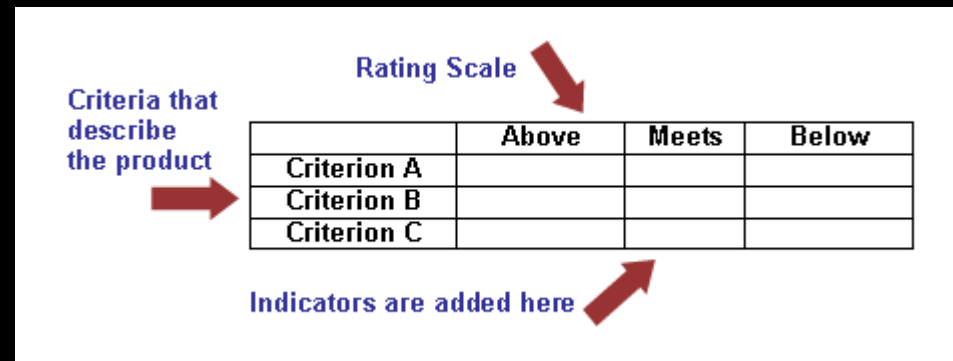 Rating Scale
Criteria that
describe
the product
Above Meets Below
Criterion A
Criterion B
Criterion C
Indicators are added here